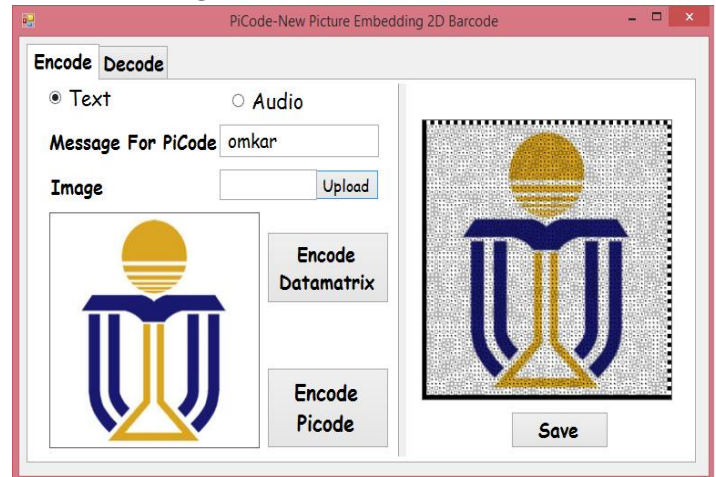 PiCode-New Picture Embedding 2D Barcode
Encode Decode
Text Audio
Message For PiCode omkar
Image Upload
Encode
Datamatrix
Encode
Picode
Save